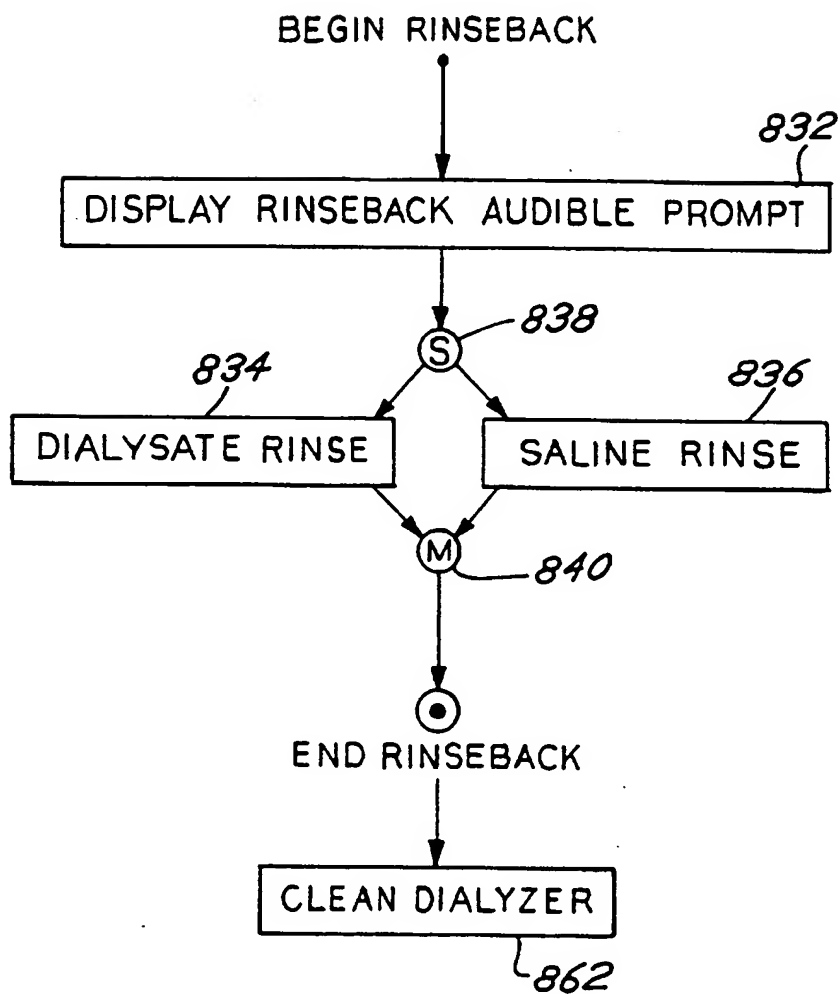 BEGIN RINSEBACK
832
DISPLAY RINSEBACK AUDIBLE PROMPT
838
S
834
836
DIALYSATE RINSE
SALINE RINSE
M
840
END RINSEBACK
CLEAN DIALYZER
862